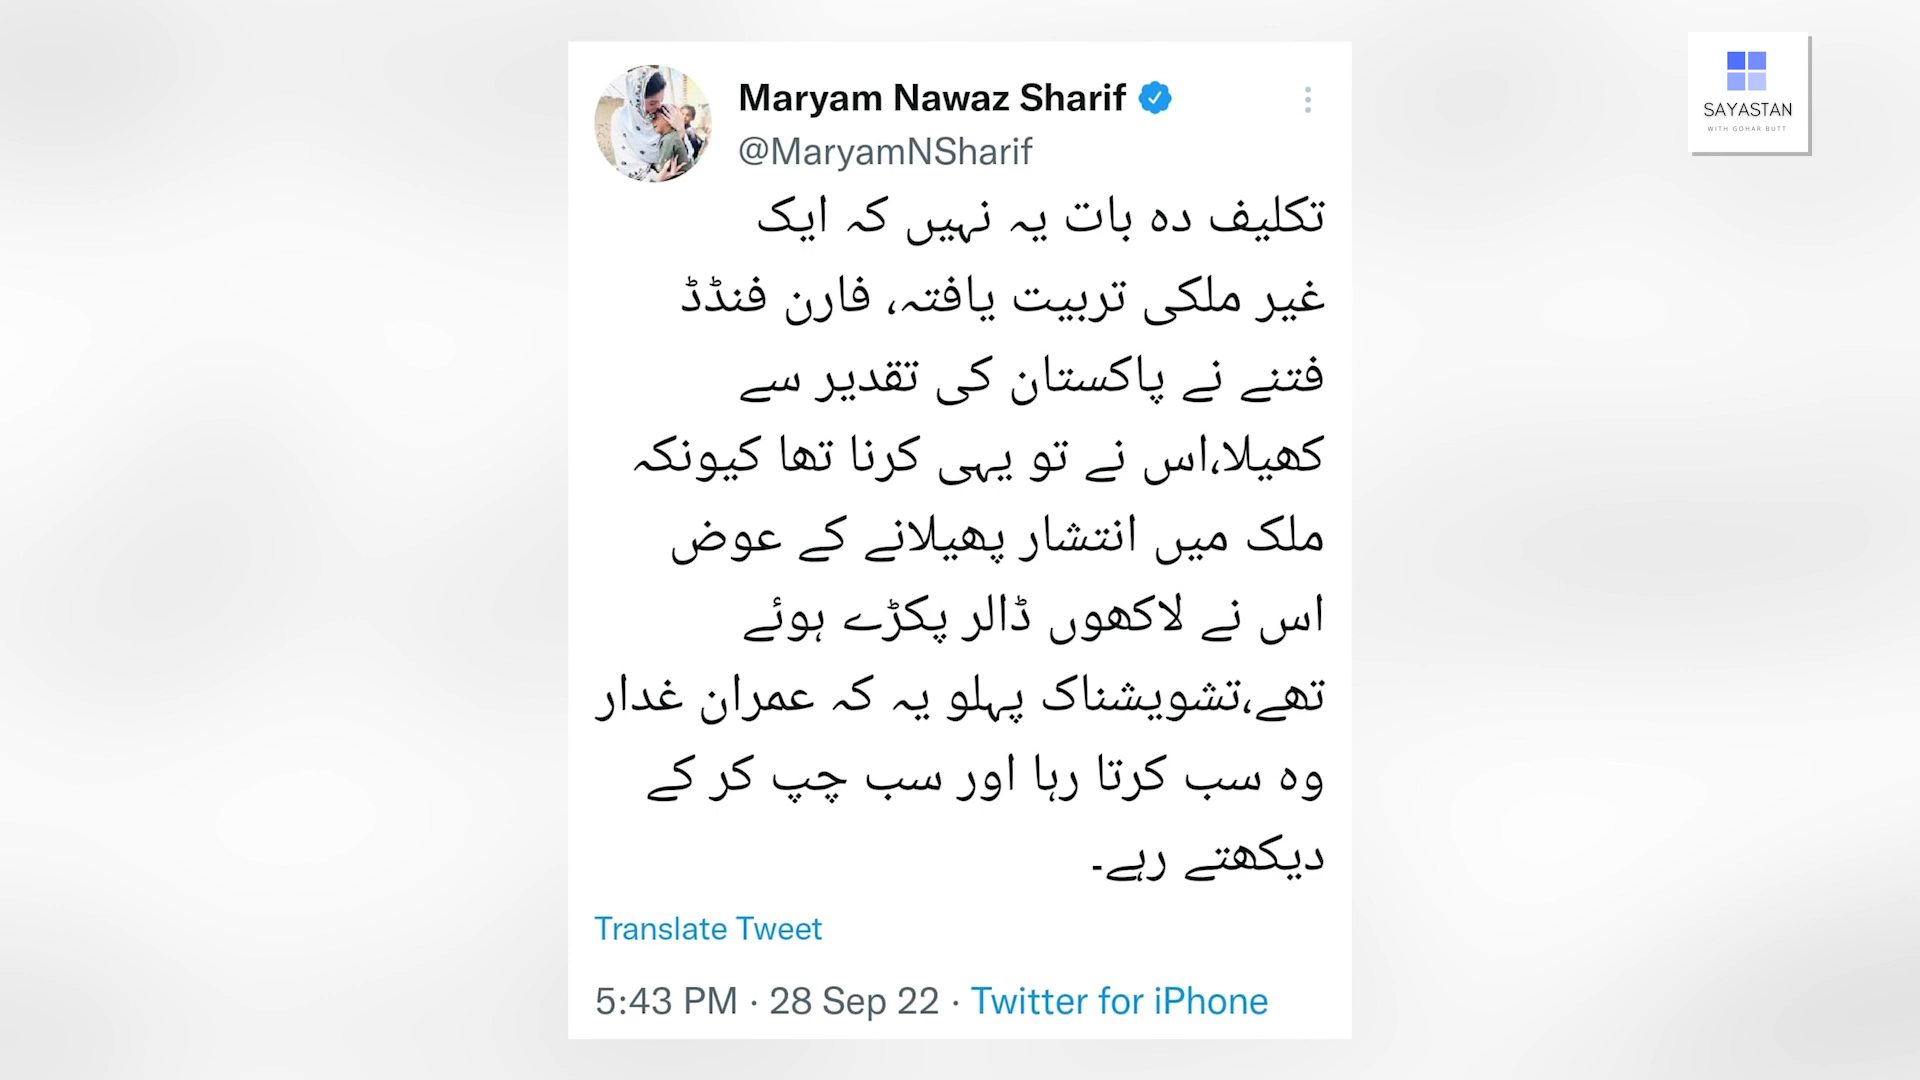 Maryam Nawaz Sharif
@MaryamNSharif
تکلیف دہ بات یہ نہیں کہ ایک
غیر ملکی تربیت یافتہ، فارن فنڈڈ
فتنے نے پاکستان کی تقدیر سے
کھیلا،اس نے تو یہی کرنا تھا کیونکہ
ملک میں انتشار پھیلانے کے عوض
اس نے لاکھوں ڈالر پکڑے ہوئے
تھے،تشویشناک پہلو یہ کہ عمران غدار
وہ سب کرتا رہا اور سب چپ کر کے
دیکھتے رہے۔
Translate Tweet
5:43 PM · 28 Sep 22 · Twitter for iPhone
SAYASTAN
WITH GOHAR BUTT